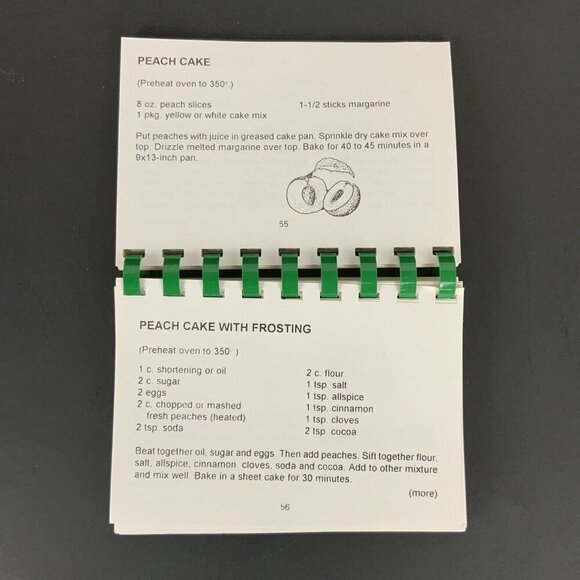 PEACH CAKE
(Preheat oven to 350°.)
8 oz. peach slices 1-1/2 sticks margarine
1 pkg. yellow or white cake mix
Put peaches with juice in greased cake pan. Sprinkle dry cake mix over
top. Drizzle melted margarine over top. Bake for 40 to 45 minutes in a
9x13-inch pan.
55
PEACH CAKE WITH FROSTING
(Preheat oven to 350 )
1 c. shortening or oil 2 c. flour
2 c. sugar 1 tsp. salt
2 eggs 1 tsp. allspice
2 c. chopped or mashed 1 tsp. cinnamon
fresh peaches (heated) 1 tsp. cloves
2 tsp. soda 2 tsp. cocoa
Beat together oil, sugar and eggs. Then add peaches. Sift together flour,
salt, allspice, cinnamon, cloves, soda and cocoa. Add to other mixture
and mix well. Bake in a sheet cake for 30 minutes.
(more)
56